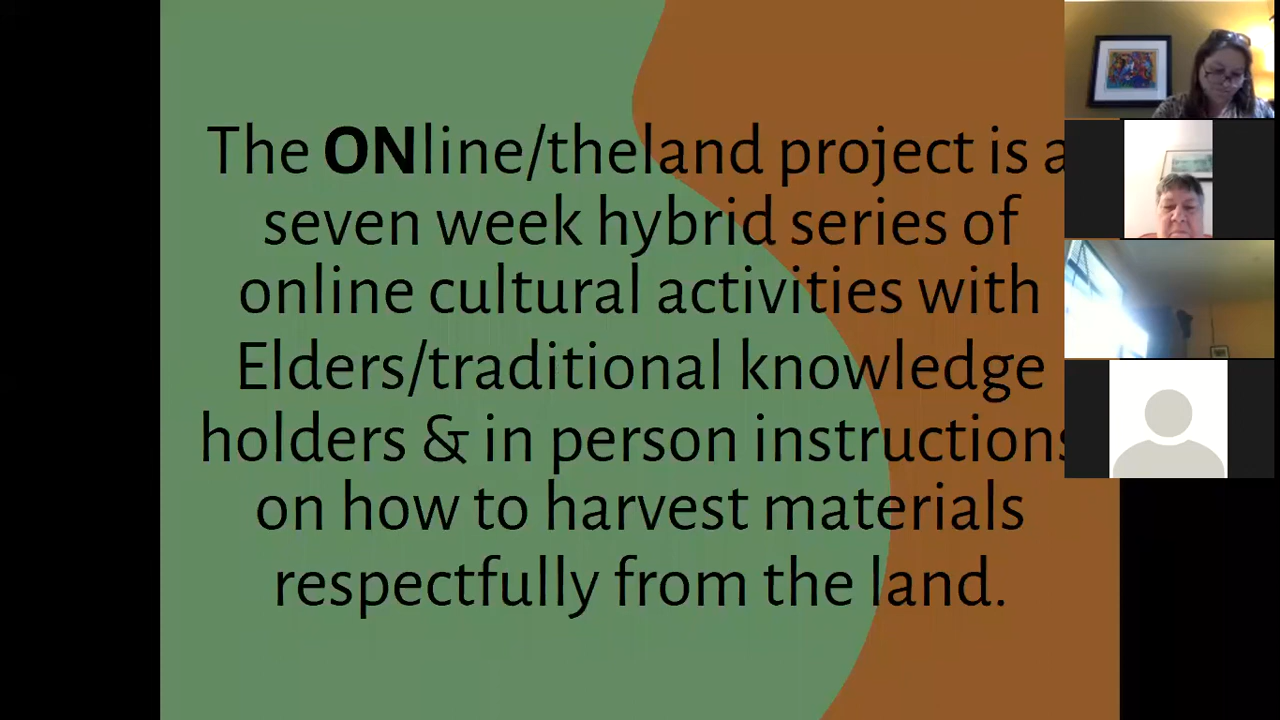 The ONline/theland project is a
seven week hybrid series of
online cultural activities with
Elders/traditional knowledge
holders & in person instructions
on how to harvest materials
respectfully from the land.